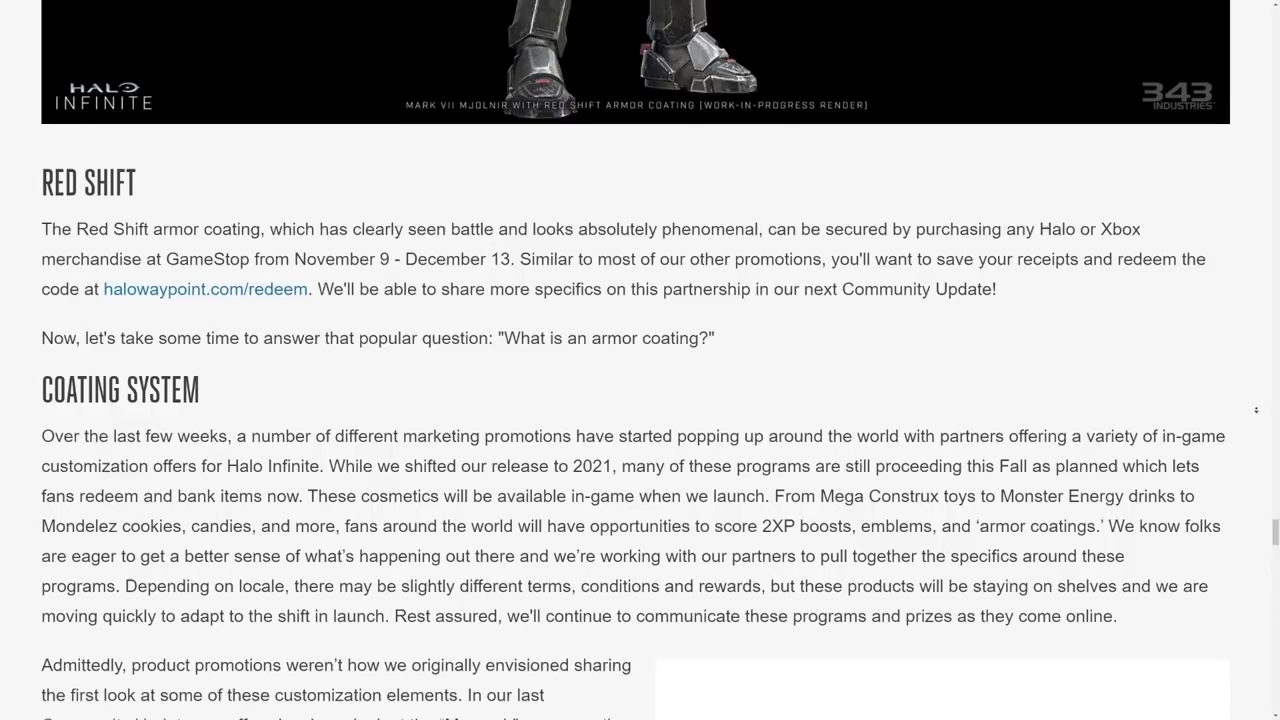 HALO
INFINITE
MARK VII MJOLNIR WITH RED SHIFT ARMOR COATING [WORK-IN-PROGRESS RENDER]
343
INDUSTRIES
RED SHIFT
The Red Shift armor coating, which has clearly seen battle and looks absolutely phenomenal, can be secured by purchasing any Halo or Xbox
merchandise at GameStop from November 9 - December 13. Similar to most of our other promotions, you'll want to save your receipts and redeem the
code at halowaypoint.com/redeem. We'll be able to share more specifics on this partnership in our next Community Update!
Now, let's take some time to answer that popular question: "What is an armor coating?"
COATING SYSTEM
Over the last few weeks, a number of different marketing promotions have started popping up around the world with partners offering a variety of in-game
customization offers for Halo Infinite. While we shifted our release to 2021, many of these programs are still proceeding this Fall as planned which lets
fans redeem and bank items now. These cosmetics will be available in-game when we launch. From Mega Construx toys to Monster Energy drinks to
Mondelez cookies, candies, and more, fans around the world will have opportunities to score 2XP boosts, emblems, and ‘armor coatings.’ We know folks
are eager to get a better sense of what’s happening out there and we’re working with our partners to pull together the specifics around these
programs. Depending on locale, there may be slightly different terms, conditions and rewards, but these products will be staying on shelves and we are
moving quickly to adapt to the shift in launch. Rest assured, we'll continue to communicate these programs and prizes as they come online.
Admittedly, product promotions weren’t how we originally envisioned sharing
the first look at some of these customization elements. In our last